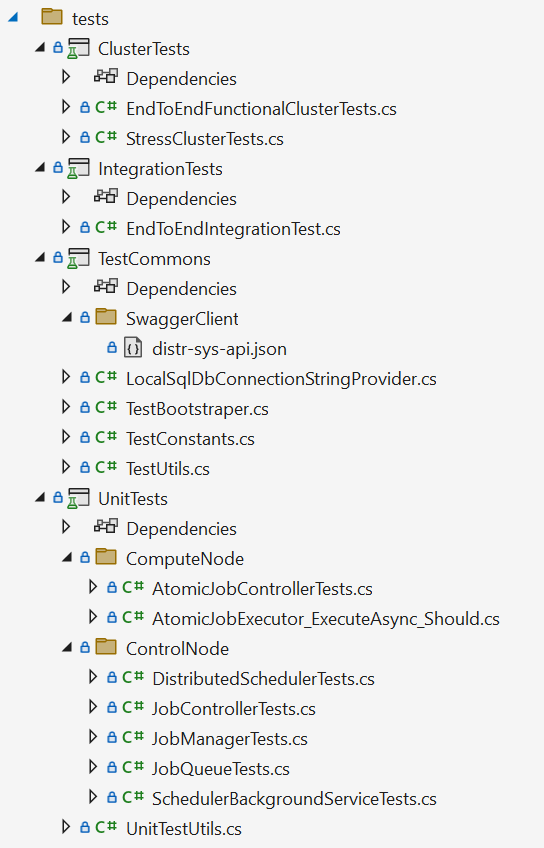 tests
ClusterTests
Dependencies
C# EndToEndFunctionalClusterTests.cs
C# StressClusterTests.cs
IntegrationTests
Dependencies
C# EndToEndIntegrationTest.cs
TestCommons
Dependencies
SwaggerClient
distr-sys-api.json
C# LocalSqlDbConnectionStringProvider.cs
C# TestBootstraper.cs
C# TestConstants.cs
C# TestUtils.cs
UnitTests
Dependencies
ComputeNode
C# AtomicJobControllerTests.cs
C# AtomicJobExecutor_ExecuteAsync_Should.cs
ControlNode
C# DistributedSchedulerTests.cs
C# JobControllerTests.cs
C# JobManagerTests.cs
C# JobQueueTests.cs
C# SchedulerBackgroundServiceTests.cs
C# UnitTestUtils.cs